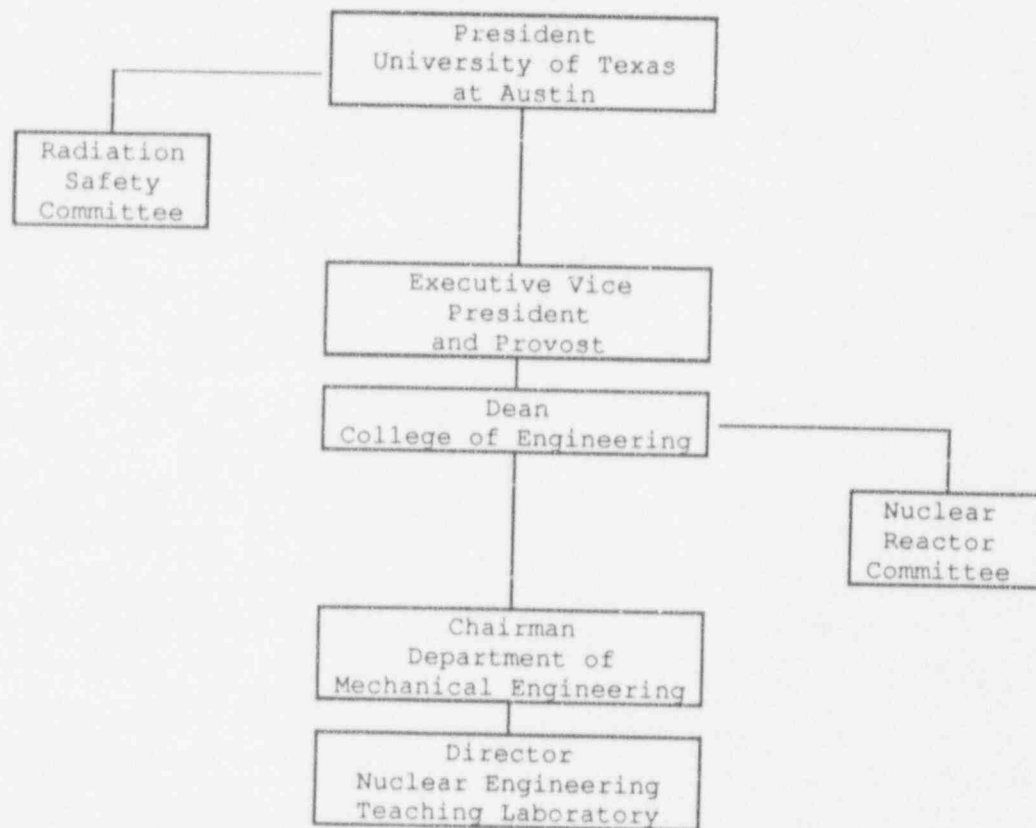 President
University of Texas
at Austin
Radiation
Safety
Committee
Executive Vice
President
and Provost
Dean
College of Engineering
Nuclear
Reactor
Committee
Chairman
Department of
Mechanical Engineering
Director
Nuclear Engineering
Teaching Laboratory